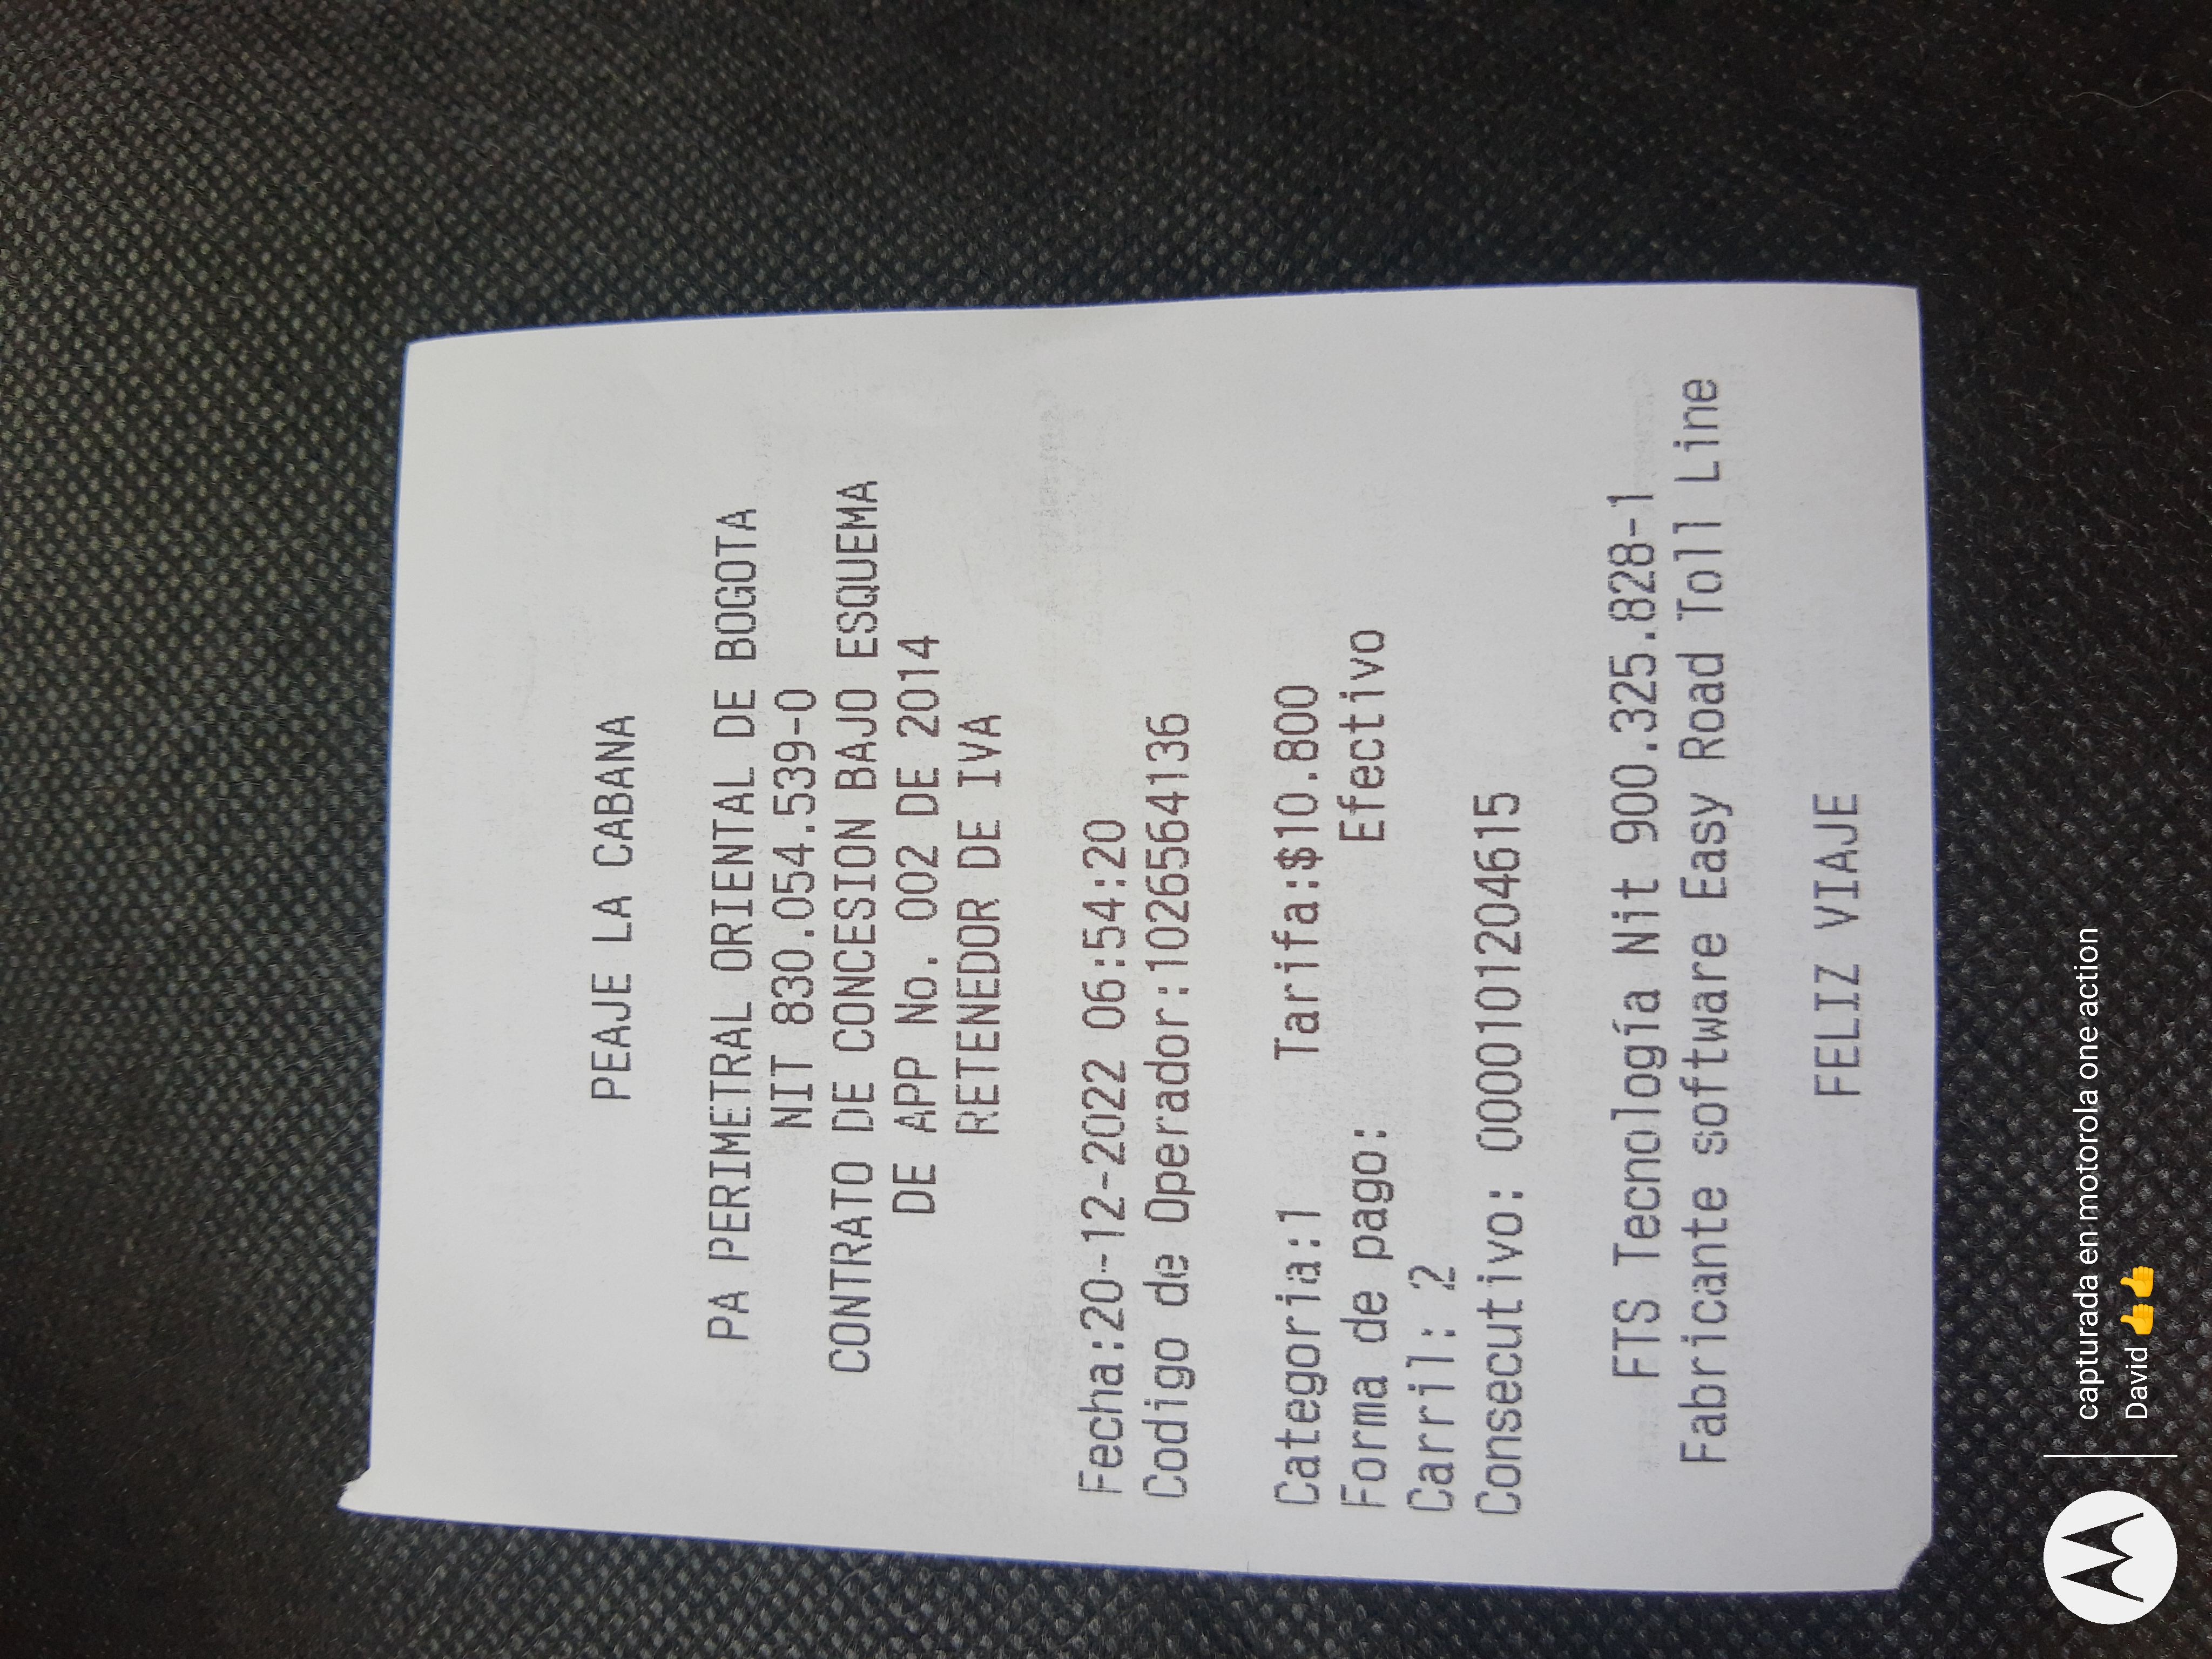 PEAJE LA CABANA
PA PERIMETRAL ORIENTAL DE BOGOTA
NIT 830.054.539-0
CONTRATO DE CONCESION BAJO ESQUEMA
DE APP No. 002 DE 2014
RETENEDOR DE IVA
Fecha:20-12-2022 06:54:20
Codigo de Operador:1026564136
Categoria:1 Tarifa:$10.800
Forma de pago: Efectivo
Carril: 2
Consecutivo: 0000101204615
FTS Tecnología Nit 900.325.828-1
Fabricante software Easy Road Toll Line
FELIZ VIAJE
capturada en motorola one action
David 👍👍